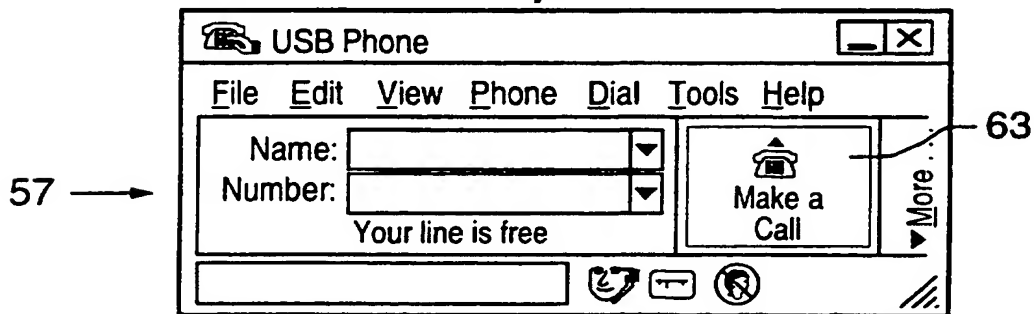 USB Phone
File Edit View Phone Dial Tools Help
Name:
Number:
Your line is free
Make a
Call
More...
57
63